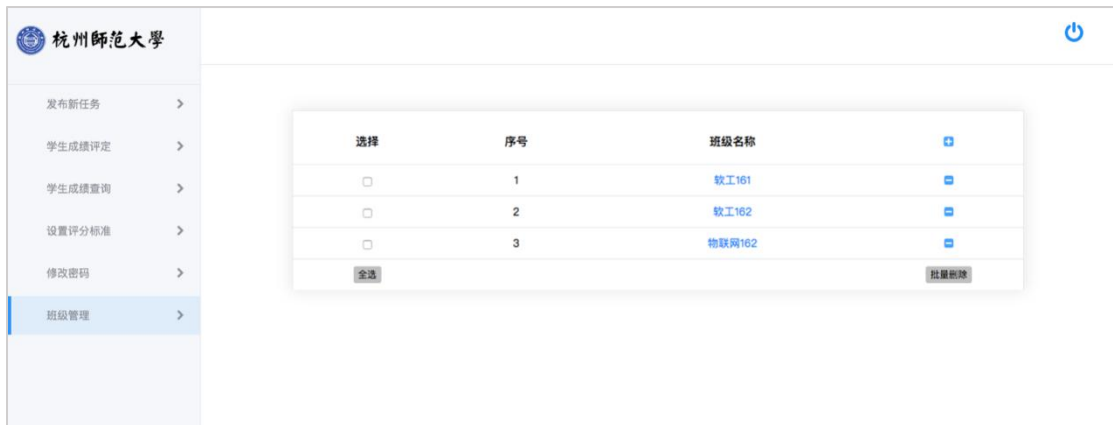 杭州師范大學
发布新任务
学生成绩评定
学生成绩查询
设置评分标准
修改密码
班级管理
选择 序号 班级名称
1 软工161
2 软工162
3 物联网162
全选 批量删除